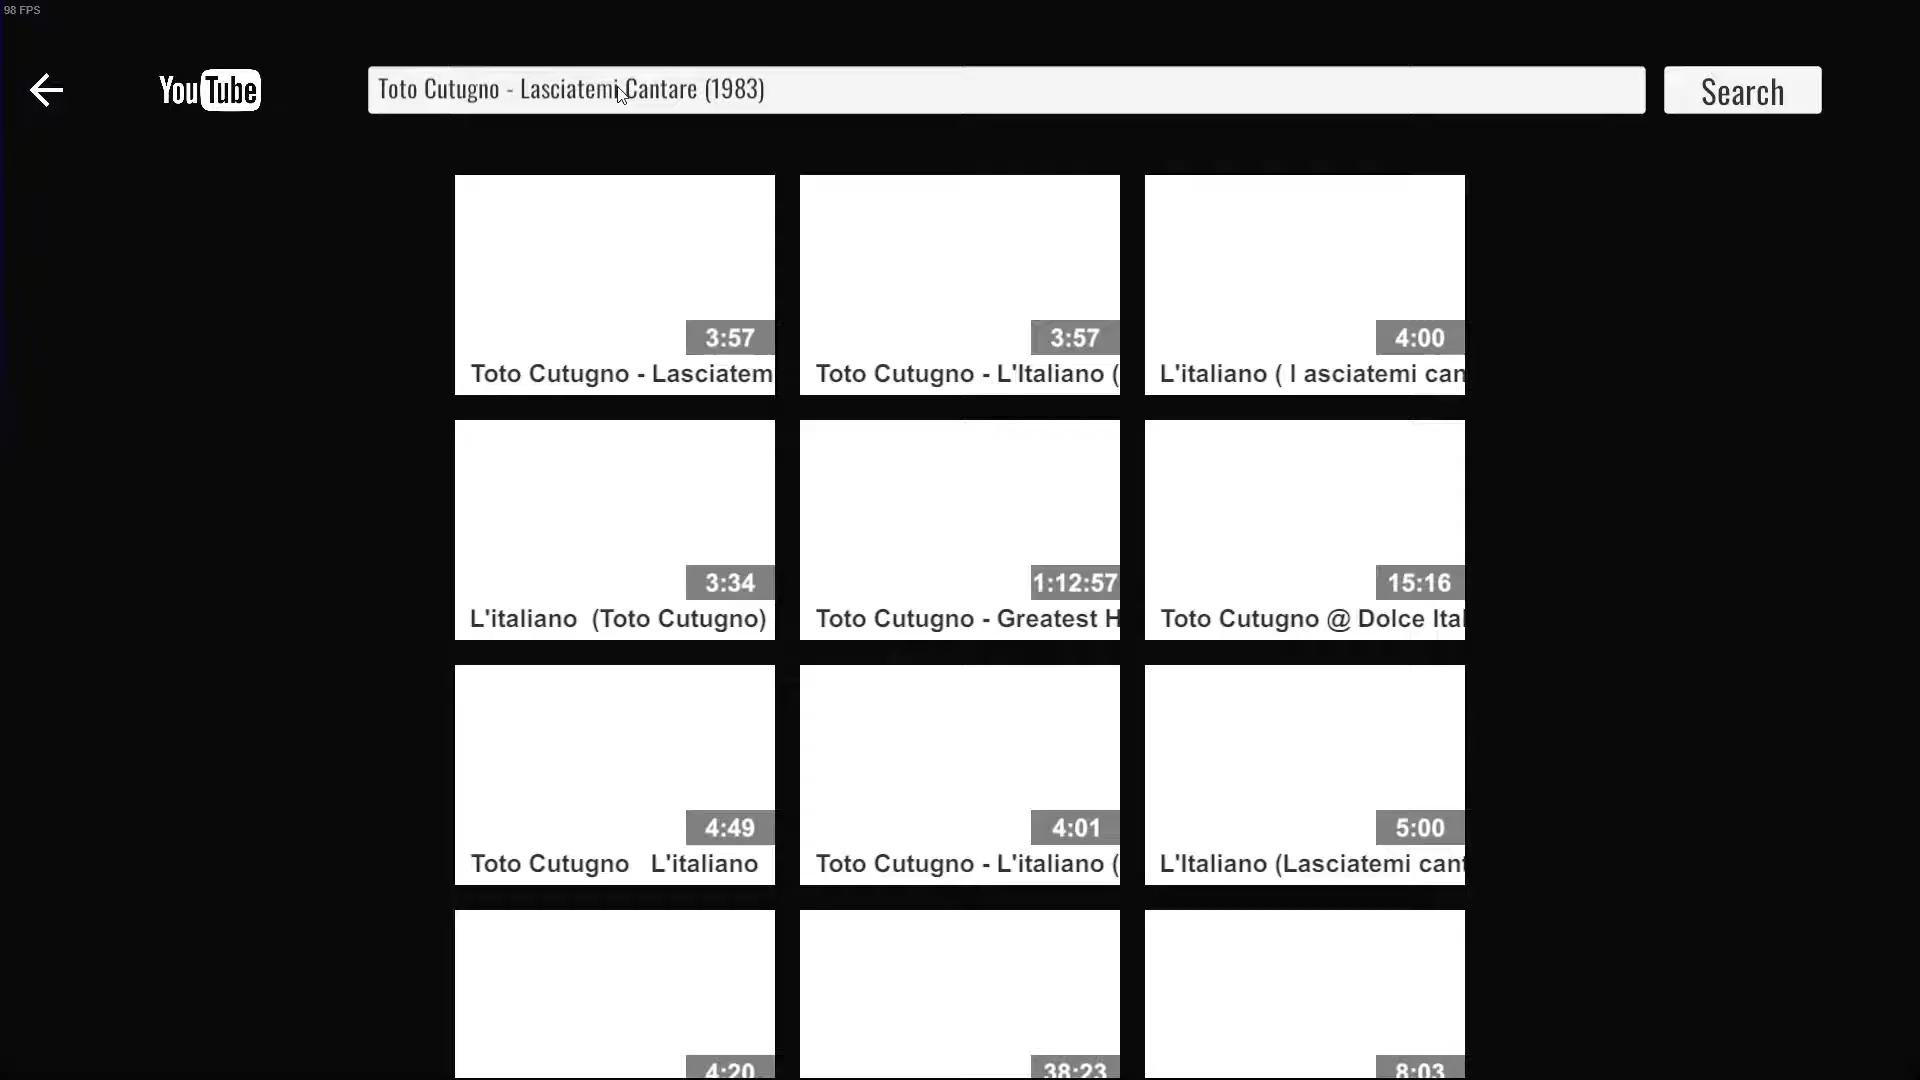 98 FPS
YouTube
Toto Cutugno - Lasciatemi Cantare (1983)
Search
3:57
Toto Cutugno - Lasciatem
3:57
Toto Cutugno - L'Italiano (
4:00
L'italiano ( l asciatemi can
3:34
L'italiano  (Toto Cutugno)
1:12:57
Toto Cutugno - Greatest H
15:16
Toto Cutugno @ Dolce Ital
4:49
Toto Cutugno   L'italiano
4:01
Toto Cutugno - L'italiano (
5:00
L'Italiano (Lasciatemi cant
4:20
38:23
8:03